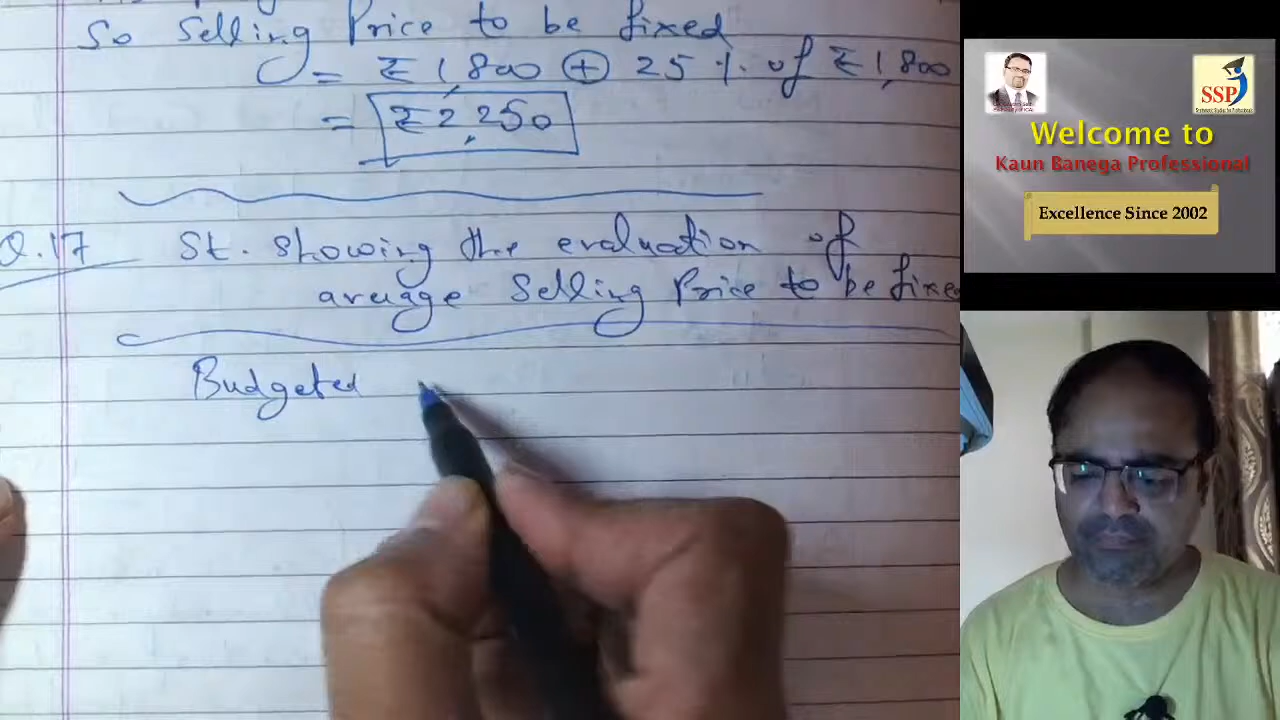 So Selling Price to be fixed
= ₹ 1,800 ⊕ 25 % of ₹ 1,800
= ₹2,250
Q.17 St. showing the evaluation of
average Selling Price to be fixed
Budgeted
SSP
Welcome to
Kaun Banega Professional
Excellence Since 2002